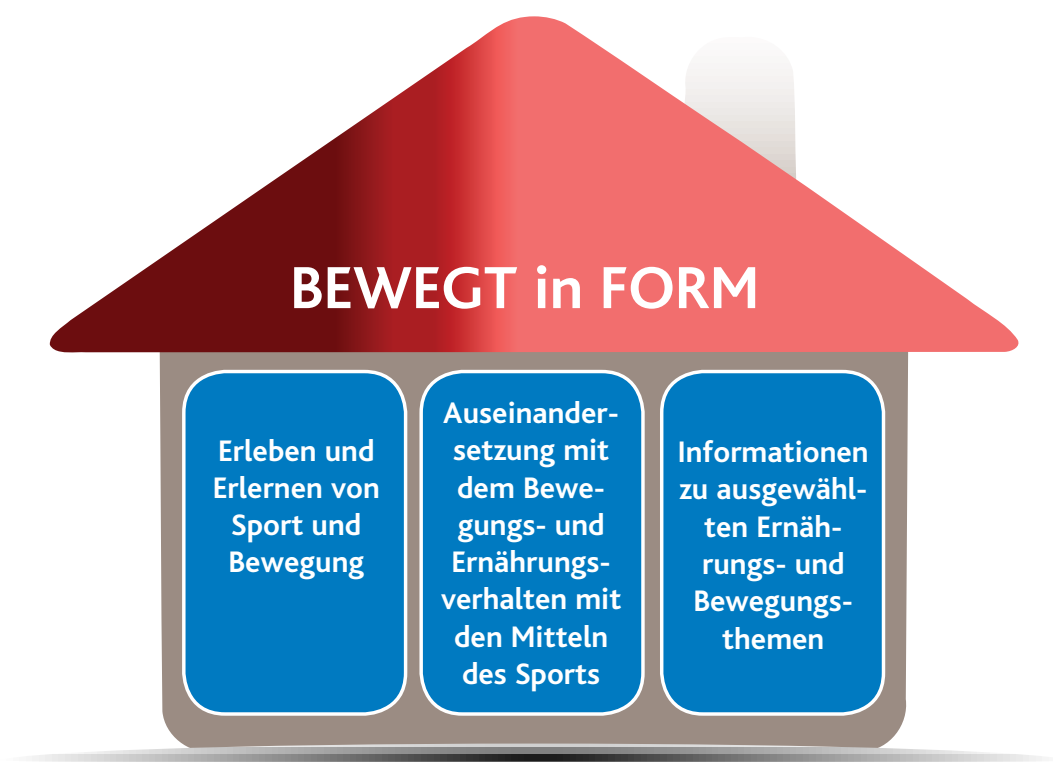 BEWEGT in FORM
Erleben und
Erlernen von
Sport und
Bewegung
Auseinander-
setzung mit
dem Bewe-
gungs- und
Ernährungs-
verhalten mit
den Mitteln
des Sports
Informationen
zu ausgewähl-
ten Ernäh-
rungs- und
Bewegungs-
themen